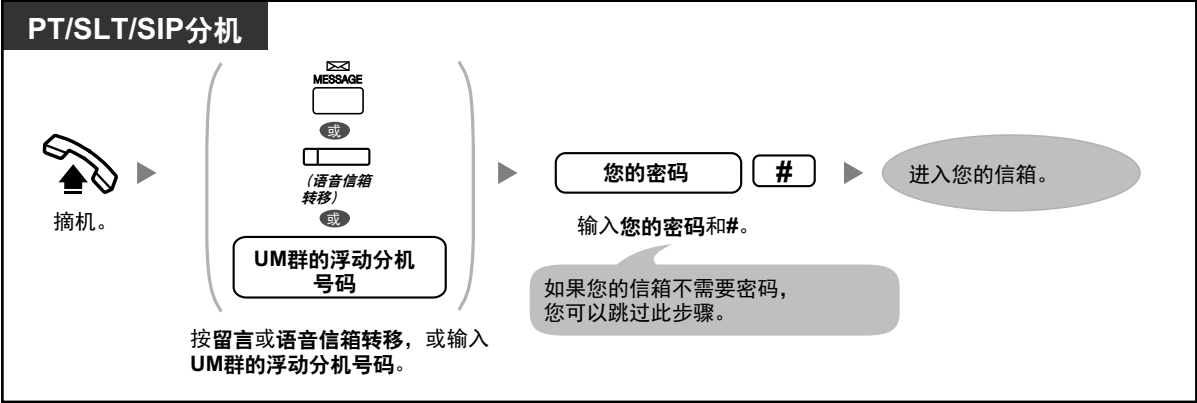 PT/SLT/SIP分机
摘机。
MESSAGE
或
（语音信箱
转移）
或
UM群的浮动分机
号码
按留言或语音信箱转移，或输入
UM群的浮动分机号码。
您的密码
#
输入您的密码和#。
如果您的信箱不需要密码，
您可以跳过此步骤。
进入您的信箱。